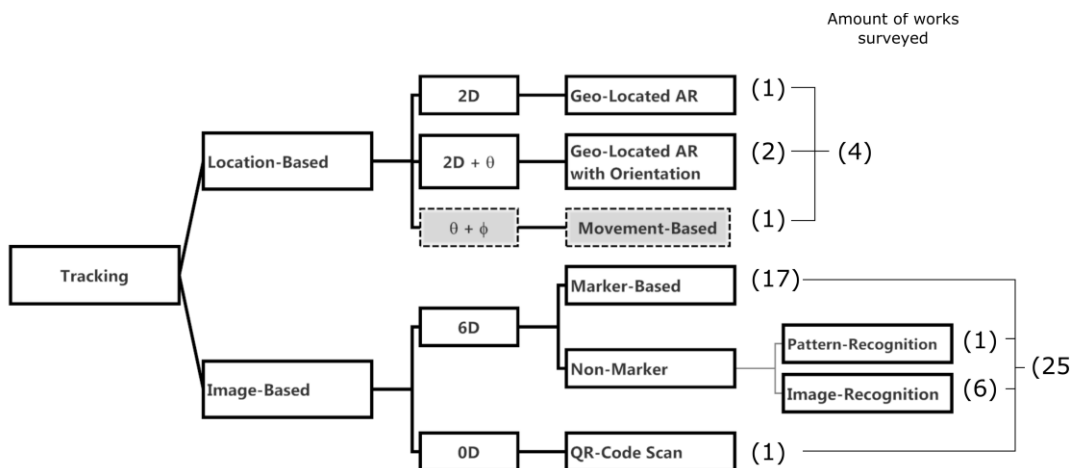 Amount of works
surveyed
2D
Geo-Located AR
(1)
Location-Based
2D + θ
Geo-Located AR
with Orientation
(2)
(4)
θ + ϕ
Movement-Based
(1)
Tracking
6D
Marker-Based
(17)
Non-Marker
Pattern-Recognition
(1)
Image-Recognition
(6)
(25
Image-Based
0D
QR-Code Scan
(1)